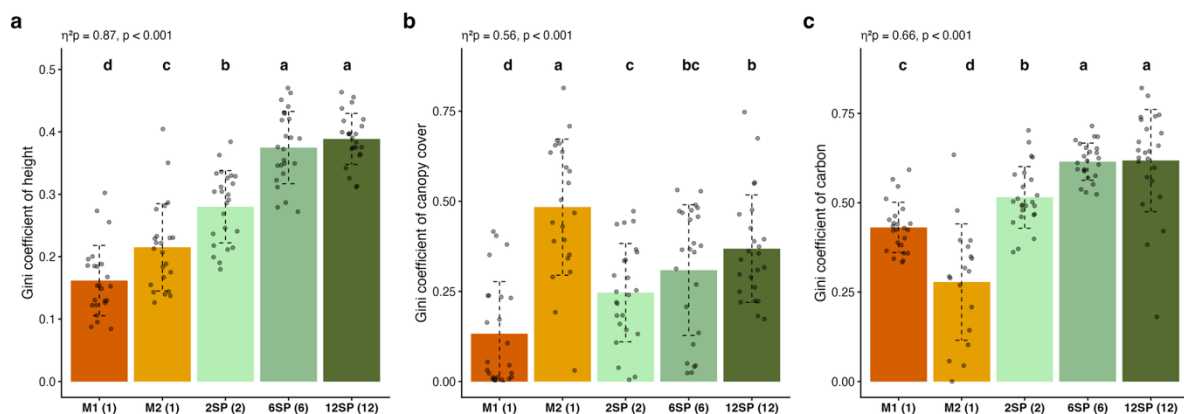 a
η²p = 0.87, p < 0.001
d c b a a
Gini coefficient of height
0.5
0.4
0.3
0.2
0.1
0.0
M1 (1) M2 (1) 2SP (2) 6SP (6) 12SP (12)
b
η²p = 0.56, p < 0.001
d a c bc b
Gini coefficient of canopy cover
0.75
0.50
0.25
0.00
M1 (1) M2 (1) 2SP (2) 6SP (6) 12SP (12)
c
η²p = 0.66, p < 0.001
c d b a a
Gini coefficient of carbon
0.75
0.50
0.25
0.00
M1 (1) M2 (1) 2SP (2) 6SP (6) 12SP (12)